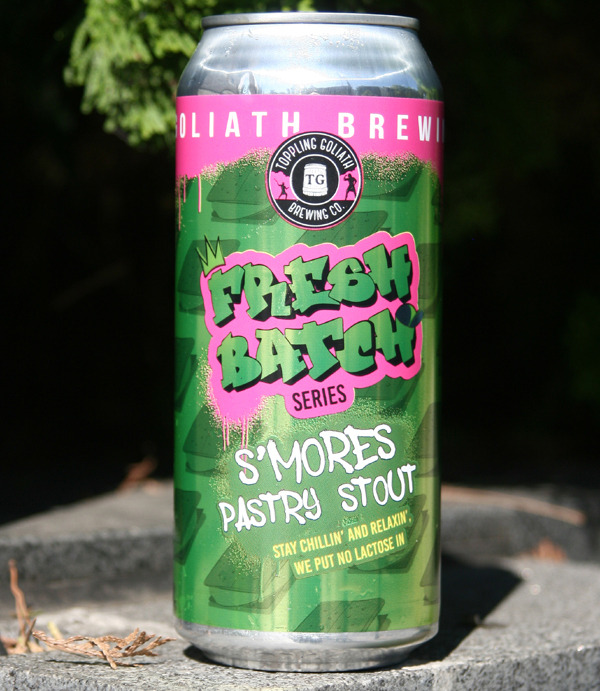 GOLIATH BREWI
TOPPLING GOLIATH
TG
BREWING CO.
FRESH
BATCH
SERIES
S'MORES
PASTRY STOUT
STAY CHILLIN' AND RELAXIN',
WE PUT NO LACTOSE IN